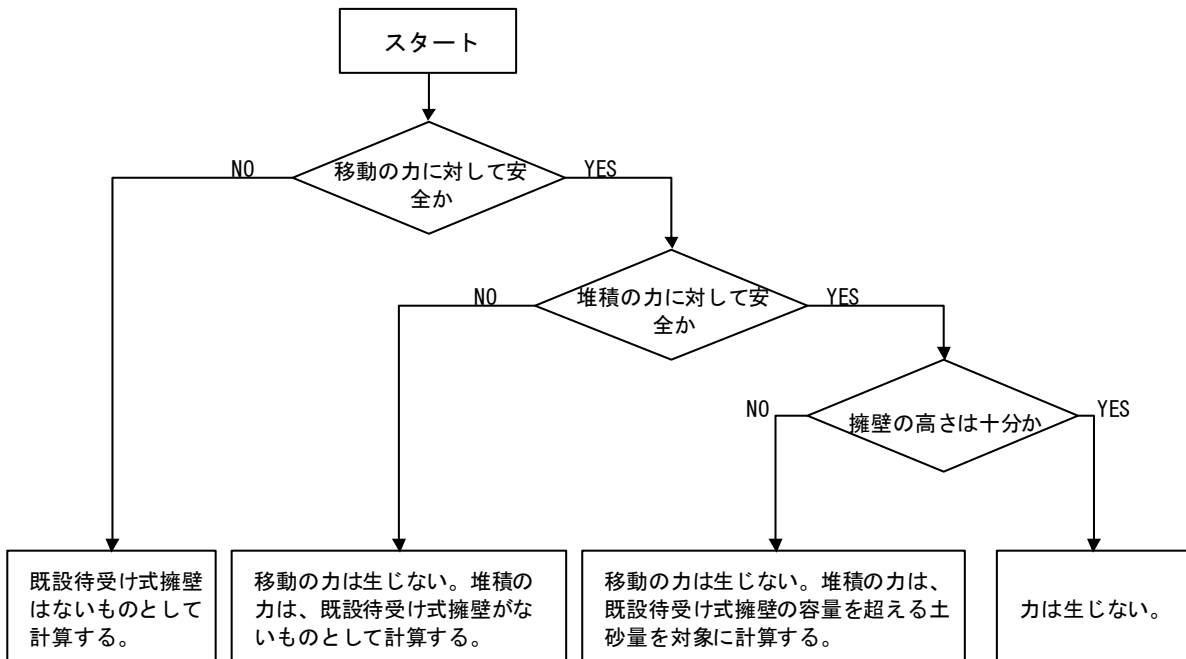 スタート
NO
移動の力に対して安
全か
YES
NO
堆積の力に対して安
全か
YES
NO
擁壁の高さは十分か
YES
既設待受け式擁壁
はないものとして
計算する。
移動の力は生じない。堆積の
力は、既設待受け式擁壁がな
いものとして計算する。
移動の力は生じない。堆積の力は、
既設待受け式擁壁の容量を超える土
砂量を対象に計算する。
力は生じない。